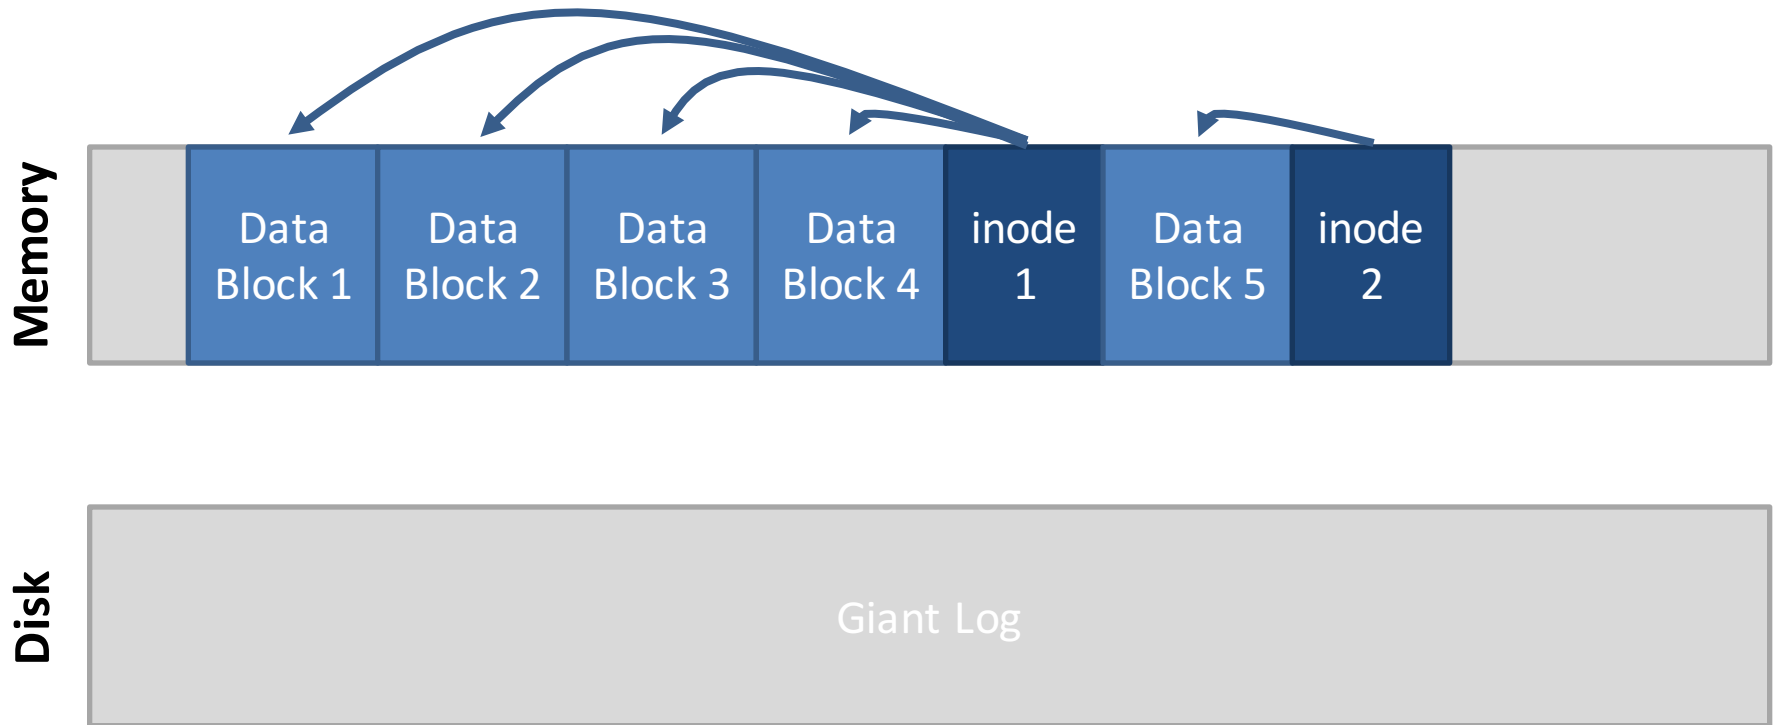 Memory
Data
Block 1
Data
Block 2
Data
Block 3
Data
Block 4
inode
1
Data
Block 5
inode
2
Disk
Giant Log